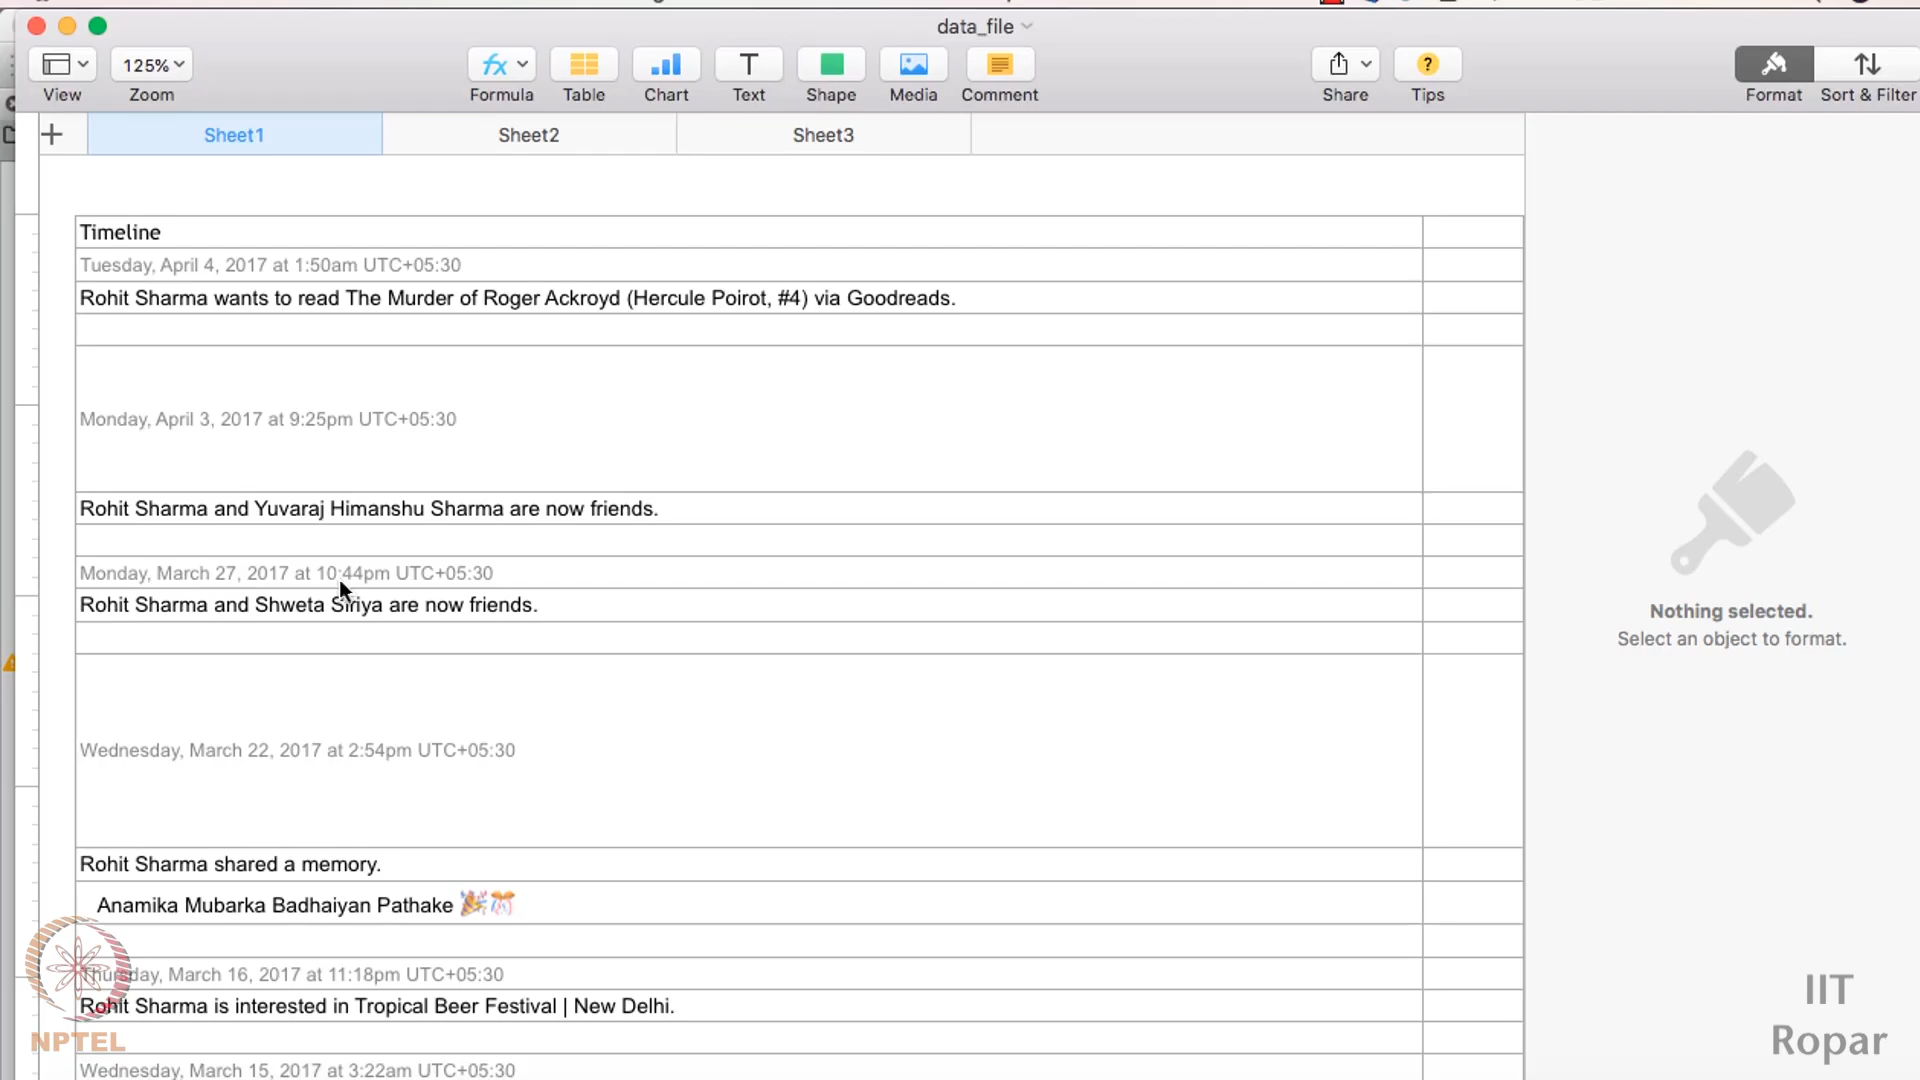 data_file
125%
View
Zoom
Formula
Table
Chart
T
Text
Shape
Media
Comment
Share
?
Tips
Format
Sort & Filter
+
Sheet1
Sheet2
Sheet3
Timeline
Tuesday, April 4, 2017 at 1:50am UTC+05:30
Rohit Sharma wants to read The Murder of Roger Ackroyd (Hercule Poirot, #4) via Goodreads.
Monday, April 3, 2017 at 9:25pm UTC+05:30
Rohit Sharma and Yuvaraj Himanshu Sharma are now friends.
Monday, March 27, 2017 at 10:44pm UTC+05:30
Rohit Sharma and Shweta Siriya are now friends.
Nothing selected.
Select an object to format.
Wednesday, March 22, 2017 at 2:54pm UTC+05:30
Rohit Sharma shared a memory.
Anamika Mubarka Badhaiyan Pathake 🎉🎊
Thursday, March 16, 2017 at 11:18pm UTC+05:30
Rohit Sharma is interested in Tropical Beer Festival | New Delhi.
Wednesday, March 15, 2017 at 3:22am UTC+05:30
NPTEL
IIT
Ropar